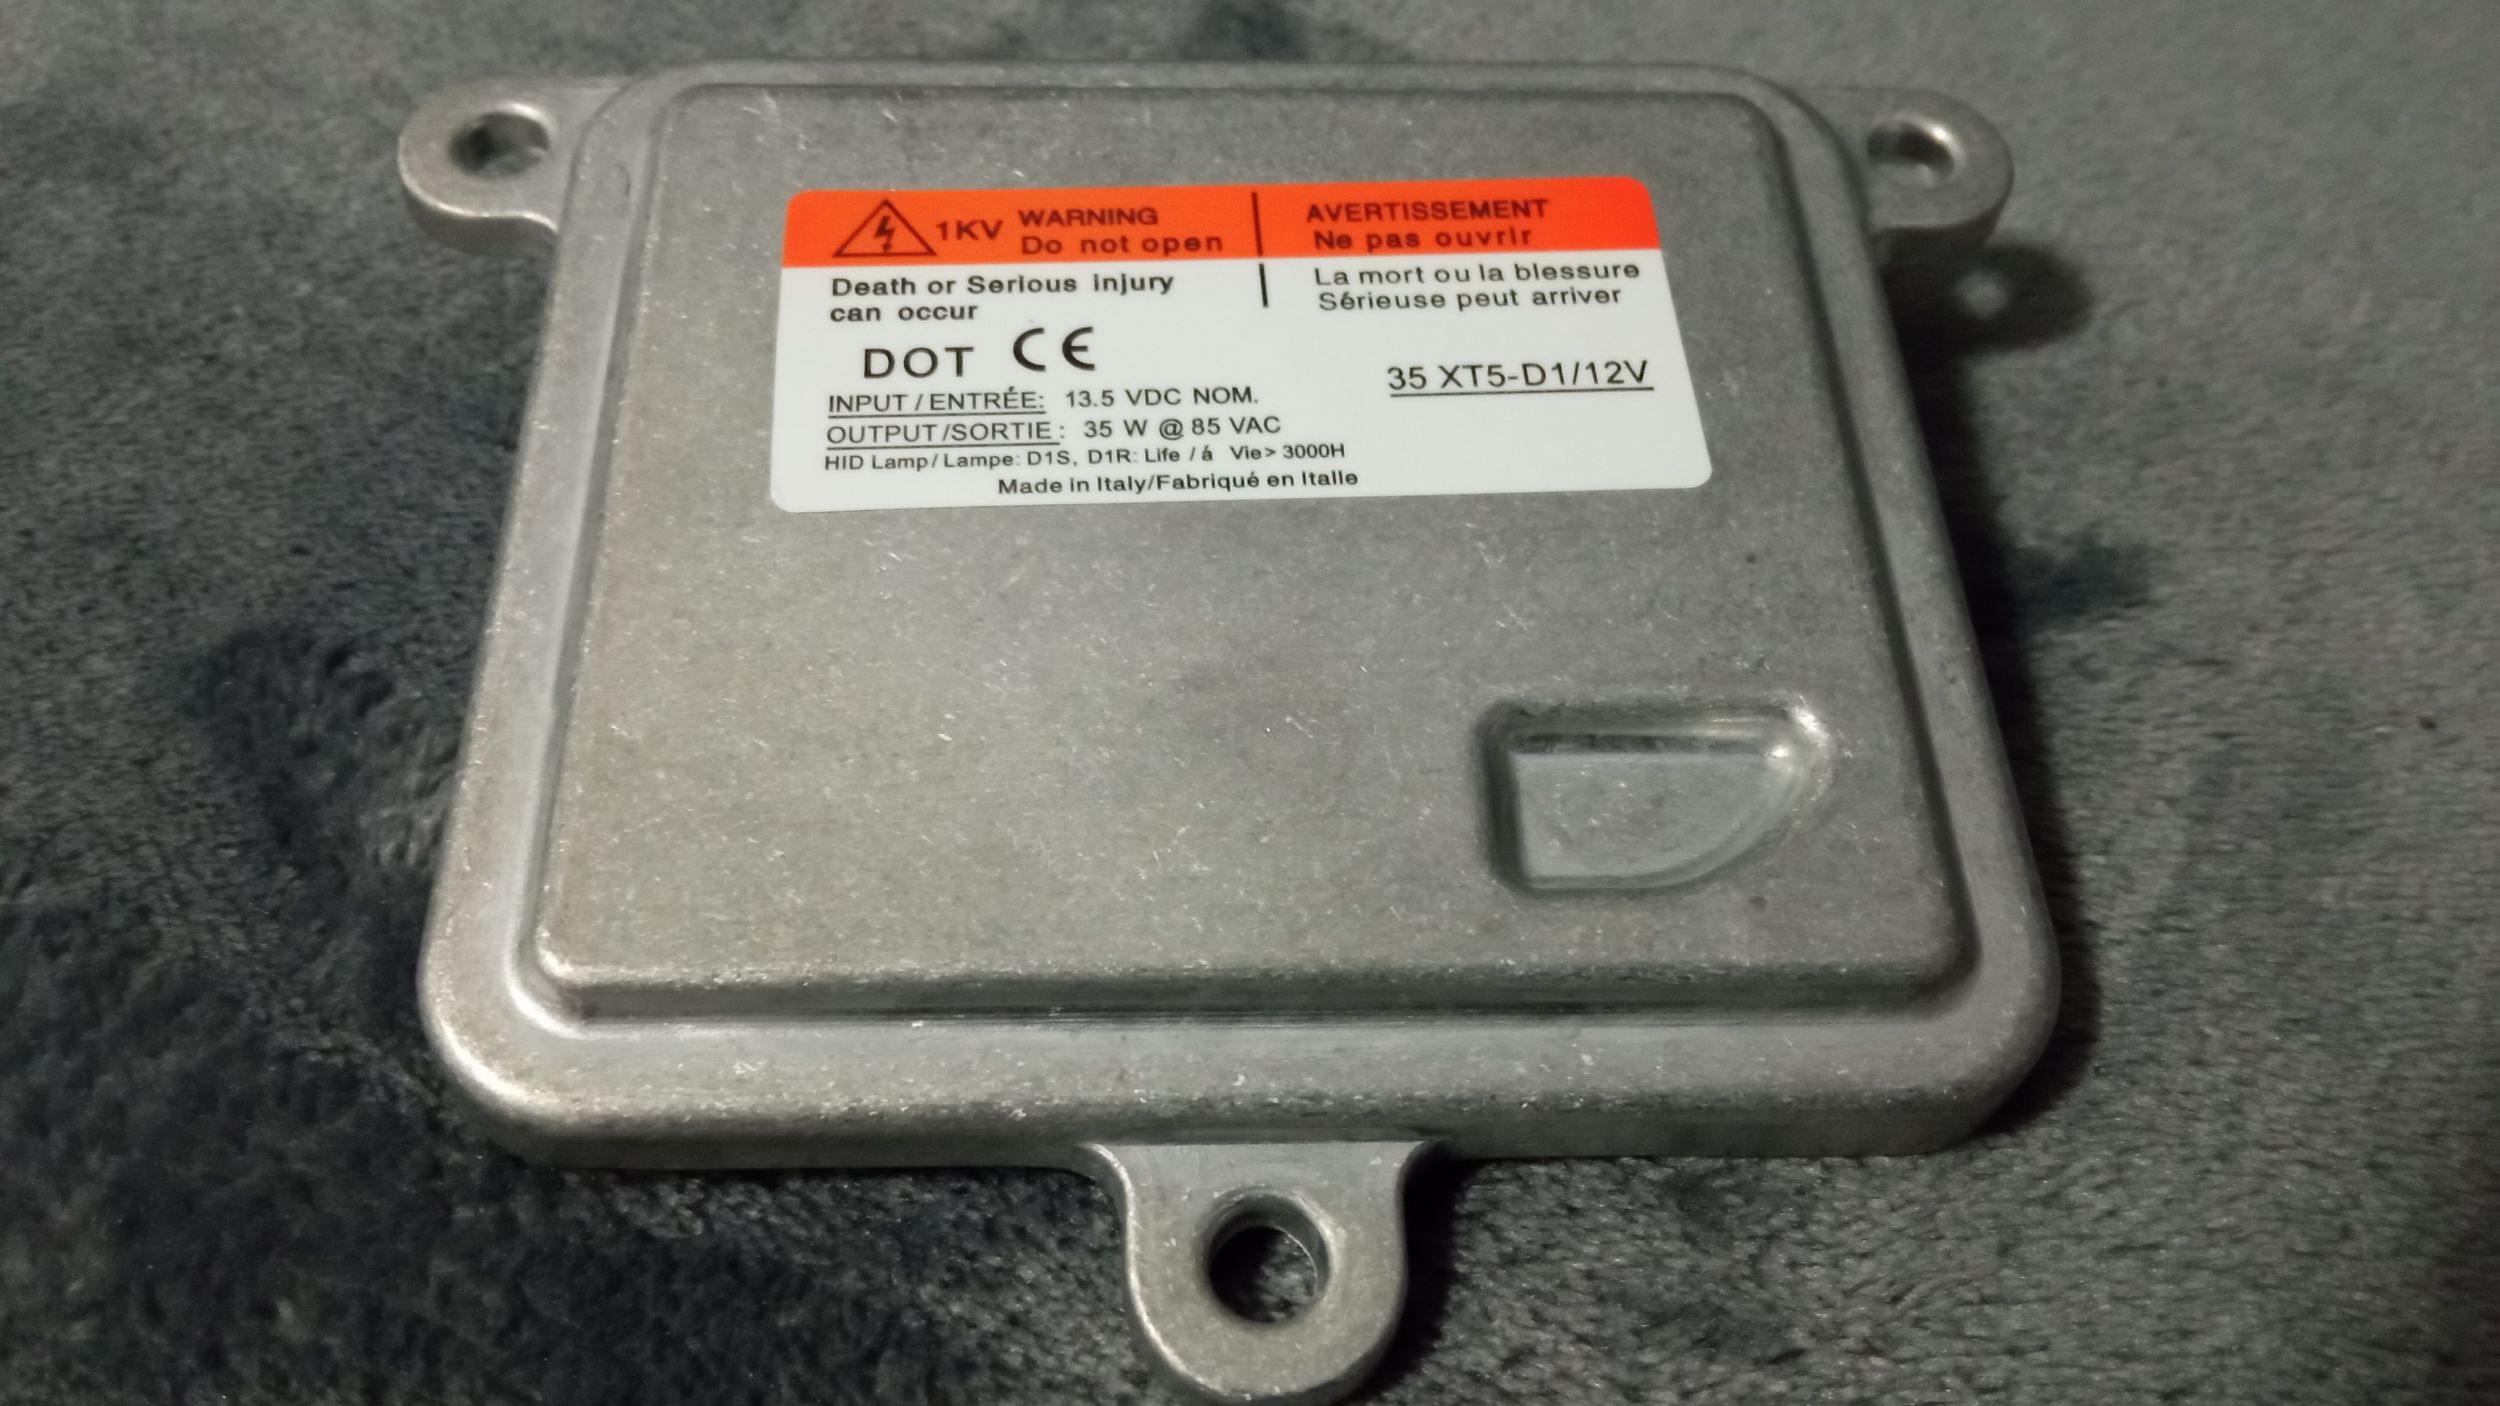 1KV WARNING
Do not open
AVERTISSEMENT
Ne pas ouvrir
Death or Serious injury
can occur
La mort ou la blessure
Sérieuse peut arriver
DOT CE
35 XT5-D1/12V
INPUT / ENTRÉE: 13.5 VDC NOM.
OUTPUT/SORTIE : 35 W @ 85 VAC
HID Lamp/ Lampe: D1S, D1R: Life / á Vie> 3000H
Made in Italy/Fabriqué en Italie